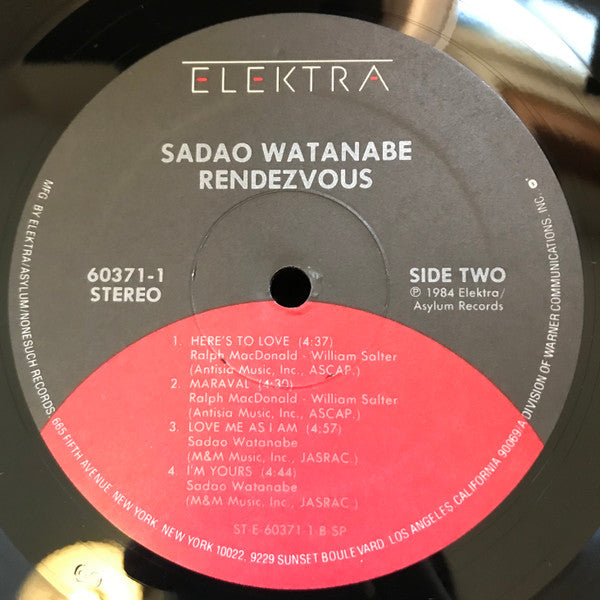 ELEKTRA
SADAO WATANABE
RENDEZVOUS
60371-1
STEREO
SIDE TWO
℗ 1984 Elektra/
Asylum Records
1. HERE'S TO LOVE (4:37)
Ralph MacDonald - William Salter
(Antisia Music, Inc., ASCAP.)
2. MARAVAL (4:30)
Ralph MacDonald - William Salter
(Antisia Music, Inc., ASCAP.)
3. LOVE ME AS I AM (4:57)
Sadao Watanabe
(M&M Music, Inc., JASRAC.)
4. I'M YOURS (4:44)
Sadao Watanabe
(M&M Music, Inc., JASRAC.)
ST-E-60371-1-B-SP
MFG. BY ELEKTRA/ASYLUM/NONESUCH RECORDS, 665 FIFTH AVENUE, NEW YORK, NEW YORK 10022, 9229 SUNSET BOULEVARD, LOS ANGELES, CALIFORNIA 90069 A DIVISION OF WARNER COMMUNICATIONS, INC.